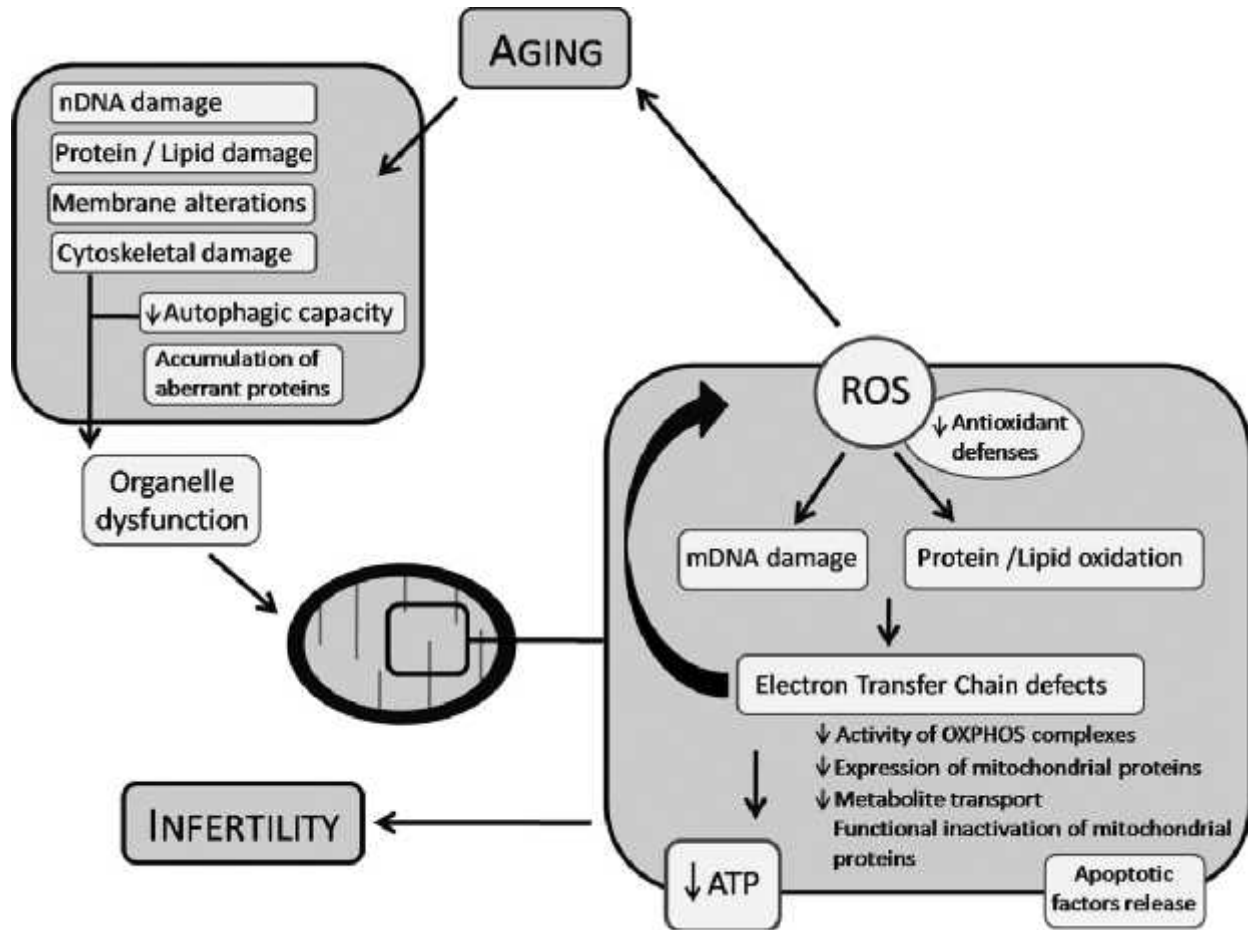 AGING
nDNA damage
Protein / Lipid damage
Membrane alterations
Cytoskeletal damage
↓Autophagic capacity
Accumulation of
aberrant proteins
Organelle
dysfunction
ROS
↓ Antioxidant
defenses
mDNA damage
Protein /Lipid oxidation
Electron Transfer Chain defects
↓ Activity of OXPHOS complexes
↓ Expression of mitochondrial proteins
↓ Metabolite transport
Functional inactivation of mitochondrial
proteins
↓ATP
Apoptotic
factors release
INFERTILITY